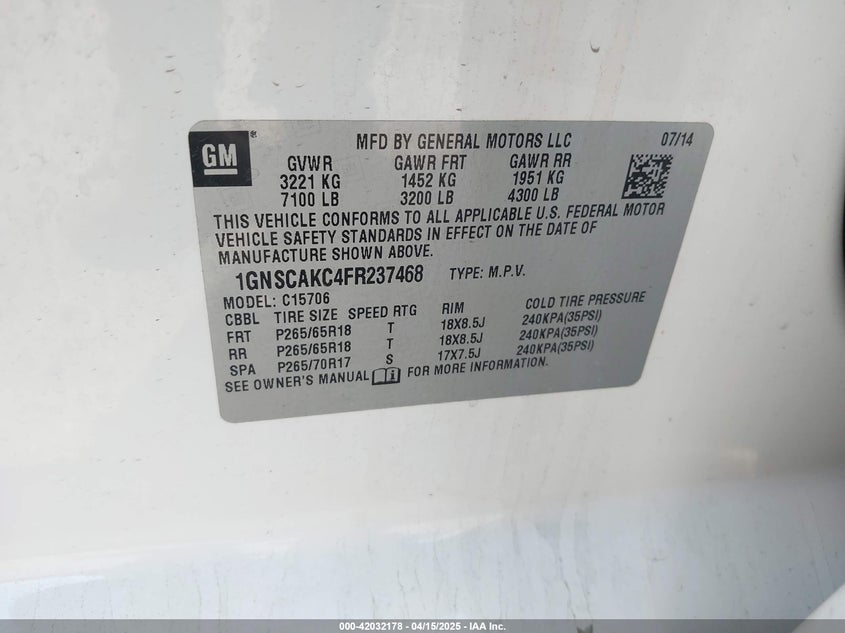 GM ® MFD BY GENERAL MOTORS LLC 07/14
GVWR GAWR FRT GAWR RR
3221 KG 1452 KG 1951 KG
7100 LB 3200 LB 4300 LB
THIS VEHICLE CONFORMS TO ALL APPLICABLE U.S. FEDERAL MOTOR
VEHICLE SAFETY STANDARDS IN EFFECT ON THE DATE OF
MANUFACTURE SHOWN ABOVE.
1GNSCAKC4FR237468 TYPE: M.P.V.
MODEL: C15706
CBBL TIRE SIZE SPEED RTG RIM COLD TIRE PRESSURE
FRT P265/65R18 T 18X8.5J 240KPA(35PSI)
RR P265/65R18 T 18X8.5J 240KPA(35PSI)
SPA P265/70R17 S 17X7.5J 240KPA(35PSI)
SEE OWNER'S MANUAL i FOR MORE INFORMATION.
000-42032178 - 04/15/2025 - IAA Inc.